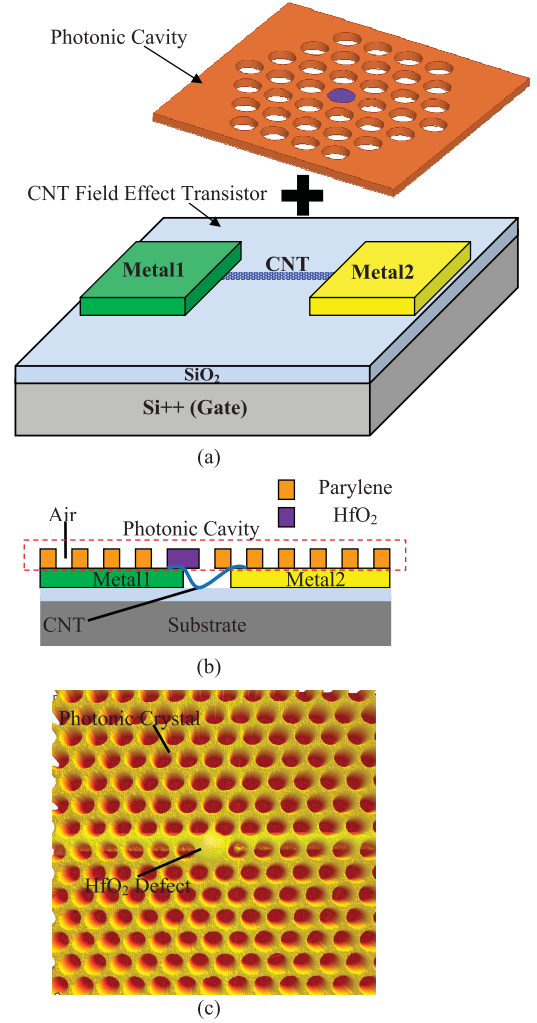 Photonic Cavity
CNT Field Effect Transistor
Metal1
CNT
Metal2
SiO₂
Si++ (Gate)
(a)
Parylene
HfO₂
Air
Photonic Cavity
Metal1
Metal2
CNT
Substrate
(b)
Photonic Crystal
HfO₂ Defect
(c)